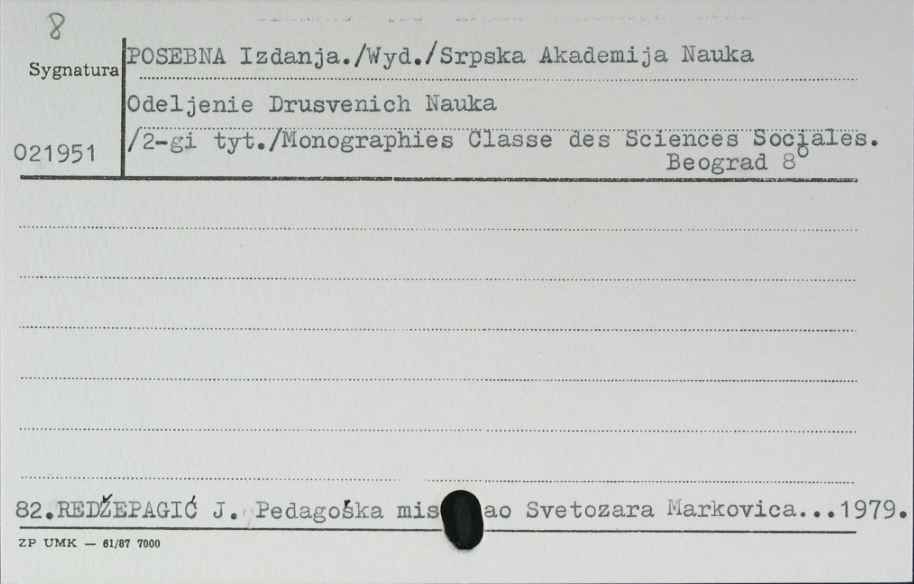 8
POSEBNA Izdanja./Wyd./Srpska Akademija Nauka
Sygnatura
Odeljenie Drusvenich Nauka
/2-gi tyt./Monographies Classe des Sciences Sociales.
021951
Beograd 8°
82.REDŽEPAGIĆ J. Pedagoška mis ao Svetozara Markovica...1979.
ZP UMK — 61/87 7000